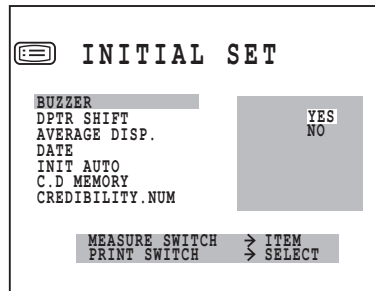 INITIAL SET
BUZZER
DPTR SHIFT
AVERAGE DISP.
DATE
INIT AUTO
C.D MEMORY
CREDIBILITY.NUM
YES
NO
MEASURE SWITCH → ITEM
PRINT SWITCH → SELECT